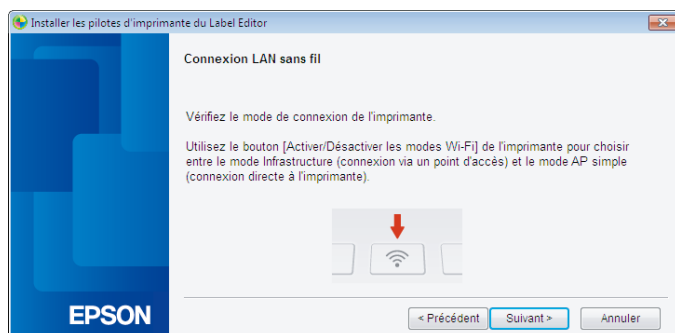 Installer les pilotes d'imprimante du Label Editor
Connexion LAN sans fil
Vérifiez le mode de connexion de l'imprimante.
Utilisez le bouton [Activer/Désactiver les modes Wi-Fi] de l'imprimante pour choisir
entre le mode Infrastructure (connexion via un point d'accès) et le mode AP simple
(connexion directe à l'imprimante).
EPSON
< Précédent
Suivant >
Annuler